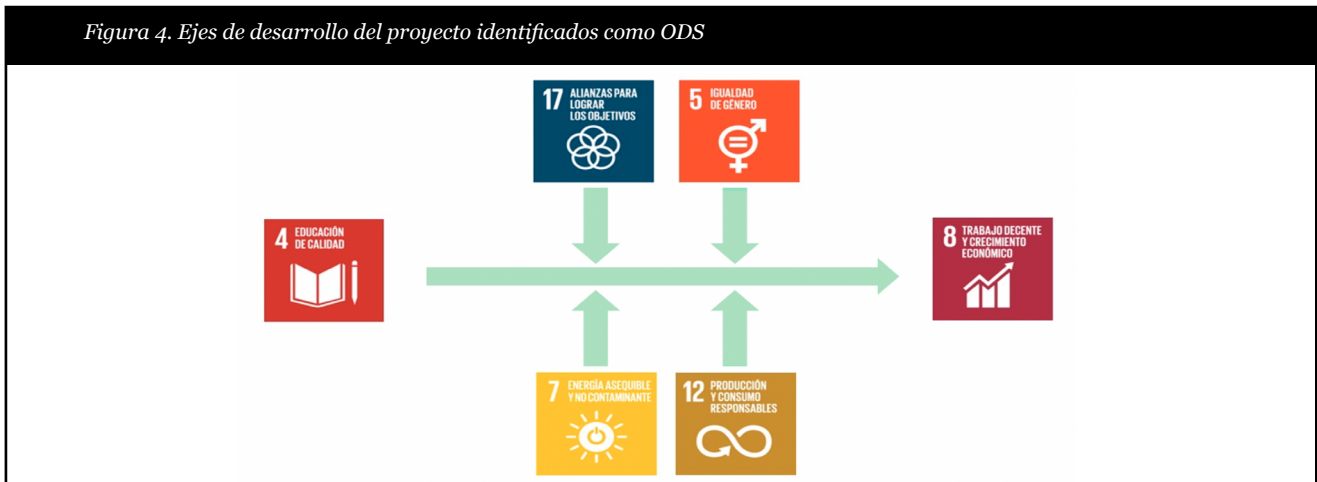 Figura 4. Ejes de desarrollo del proyecto identificados como ODS
17 ALIANZAS PARA
LOGRAR
LOS OBJETIVOS
5 IGUALDAD
DE GÉNERO
4 EDUCACIÓN
DE CALIDAD
8 TRABAJO DECENTE
Y CRECIMIENTO
ECONÓMICO
7 ENERGÍA ASEQUIBLE
Y NO CONTAMINANTE
12 PRODUCCIÓN
Y CONSUMO
RESPONSABLES